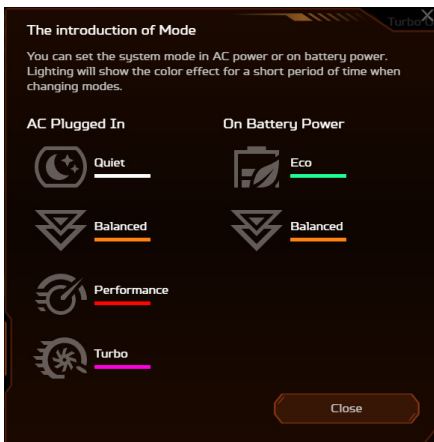 Turbo
The introduction of Mode
You can set the system mode in AC power or on battery power.
Lighting will show the color effect for a short period of time when
changing modes.
AC Plugged In
On Battery Power
Quiet
Eco
Balanced
Balanced
Performance
Turbo
Close